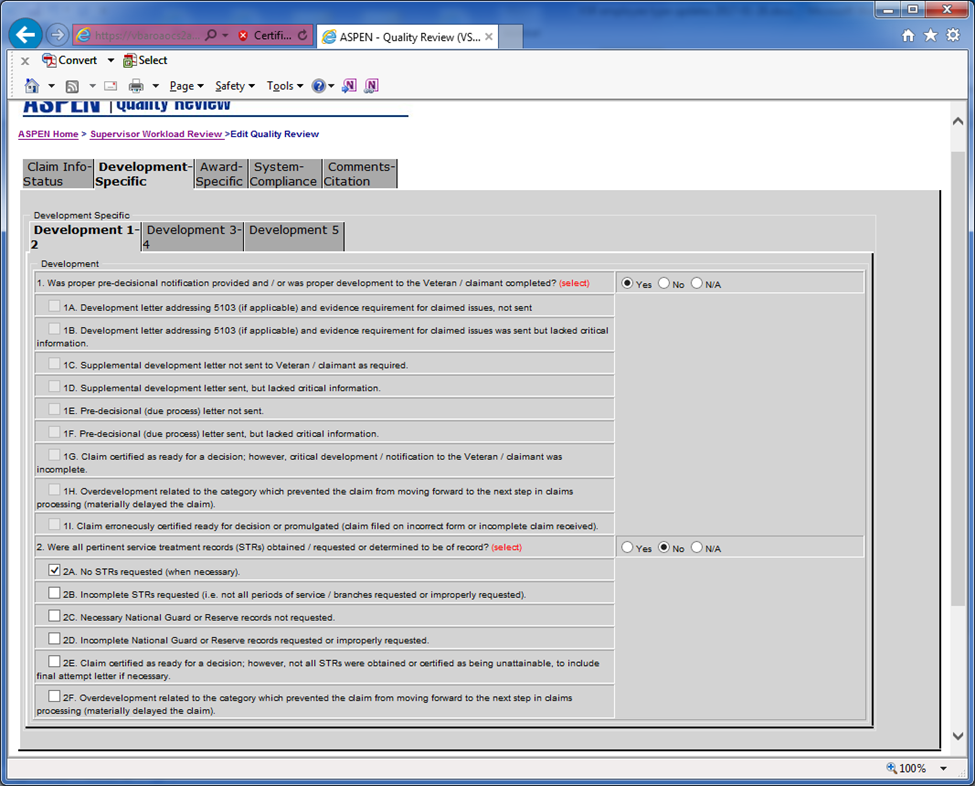 https://vbaroaocs2a
Certifi...
ASPEN - Quality Review (VS...
x Convert Select
Page Safety Tools
ASPEN | Quality Review
ASPEN Home > Supervisor Workload Review >Edit Quality Review
Claim Info-
Status
Development-
Specific
Award-
Specific
System-
Compliance
Comments-
Citation
Development Specific
Development 1-
2
Development 3-
4
Development 5
Development
1. Was proper pre-decisional notification provided and / or was proper development to the Veteran / claimant completed? (select) Yes No N/A
1A. Development letter addressing 5103 (if applicable) and evidence requirement for claimed issues, not sent
1B. Development letter addressing 5103 (if applicable) and evidence requirement for claimed issues was sent but lacked critical
information.
1C. Supplemental development letter not sent to Veteran / claimant as required.
1D. Supplemental development letter sent, but lacked critical information.
1E. Pre-decisional (due process) letter not sent.
1F. Pre-decisional (due process) letter sent, but lacked critical information.
1G. Claim certified as ready for a decision; however, critical development / notification to the Veteran / claimant was
incomplete.
1H. Overdevelopment related to the category which prevented the claim from moving forward to the next step in claims
processing (materially delayed the claim).
1I. Claim erroneously certified ready for decision or promulgated (claim filed on incorrect form or incomplete claim received).
2. Were all pertinent service treatment records (STRs) obtained / requested or determined to be of record? (select) Yes No N/A
2A. No STRs requested (when necessary).
2B. Incomplete STRs requested (i.e. not all periods of service / branches requested or improperly requested).
2C. Necessary National Guard or Reserve records not requested.
2D. Incomplete National Guard or Reserve records requested or improperly requested.
2E. Claim certified as ready for a decision; however, not all STRs were obtained or certified as being unattainable, to include
final attempt letter if necessary.
2F. Overdevelopment related to the category which prevented the claim from moving forward to the next step in claims
processing (materially delayed the claim).
100%